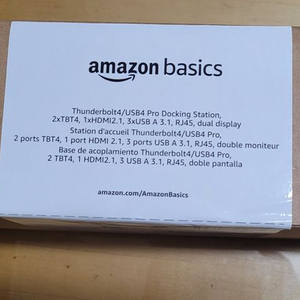 amazon basics
Thunderbolt4/USB4 Pro Docking Station,
2xTBT4, 1xHDMI2.1, 3xUSB A 3.1, RJ45, dual display
Station d'accueil Thunderbolt4/USB4 Pro,
2 ports TBT4, 1 port HDMI 2.1, 3 ports USB A 3.1, RJ45, double moniteur
Base de acoplamiento Thunderbolt4/USB4 Pro,
2 TBT4, 1 HDMI2.1, 3 USB A 3.1, RJ45, doble pantalla
amazon.com/AmazonBasics